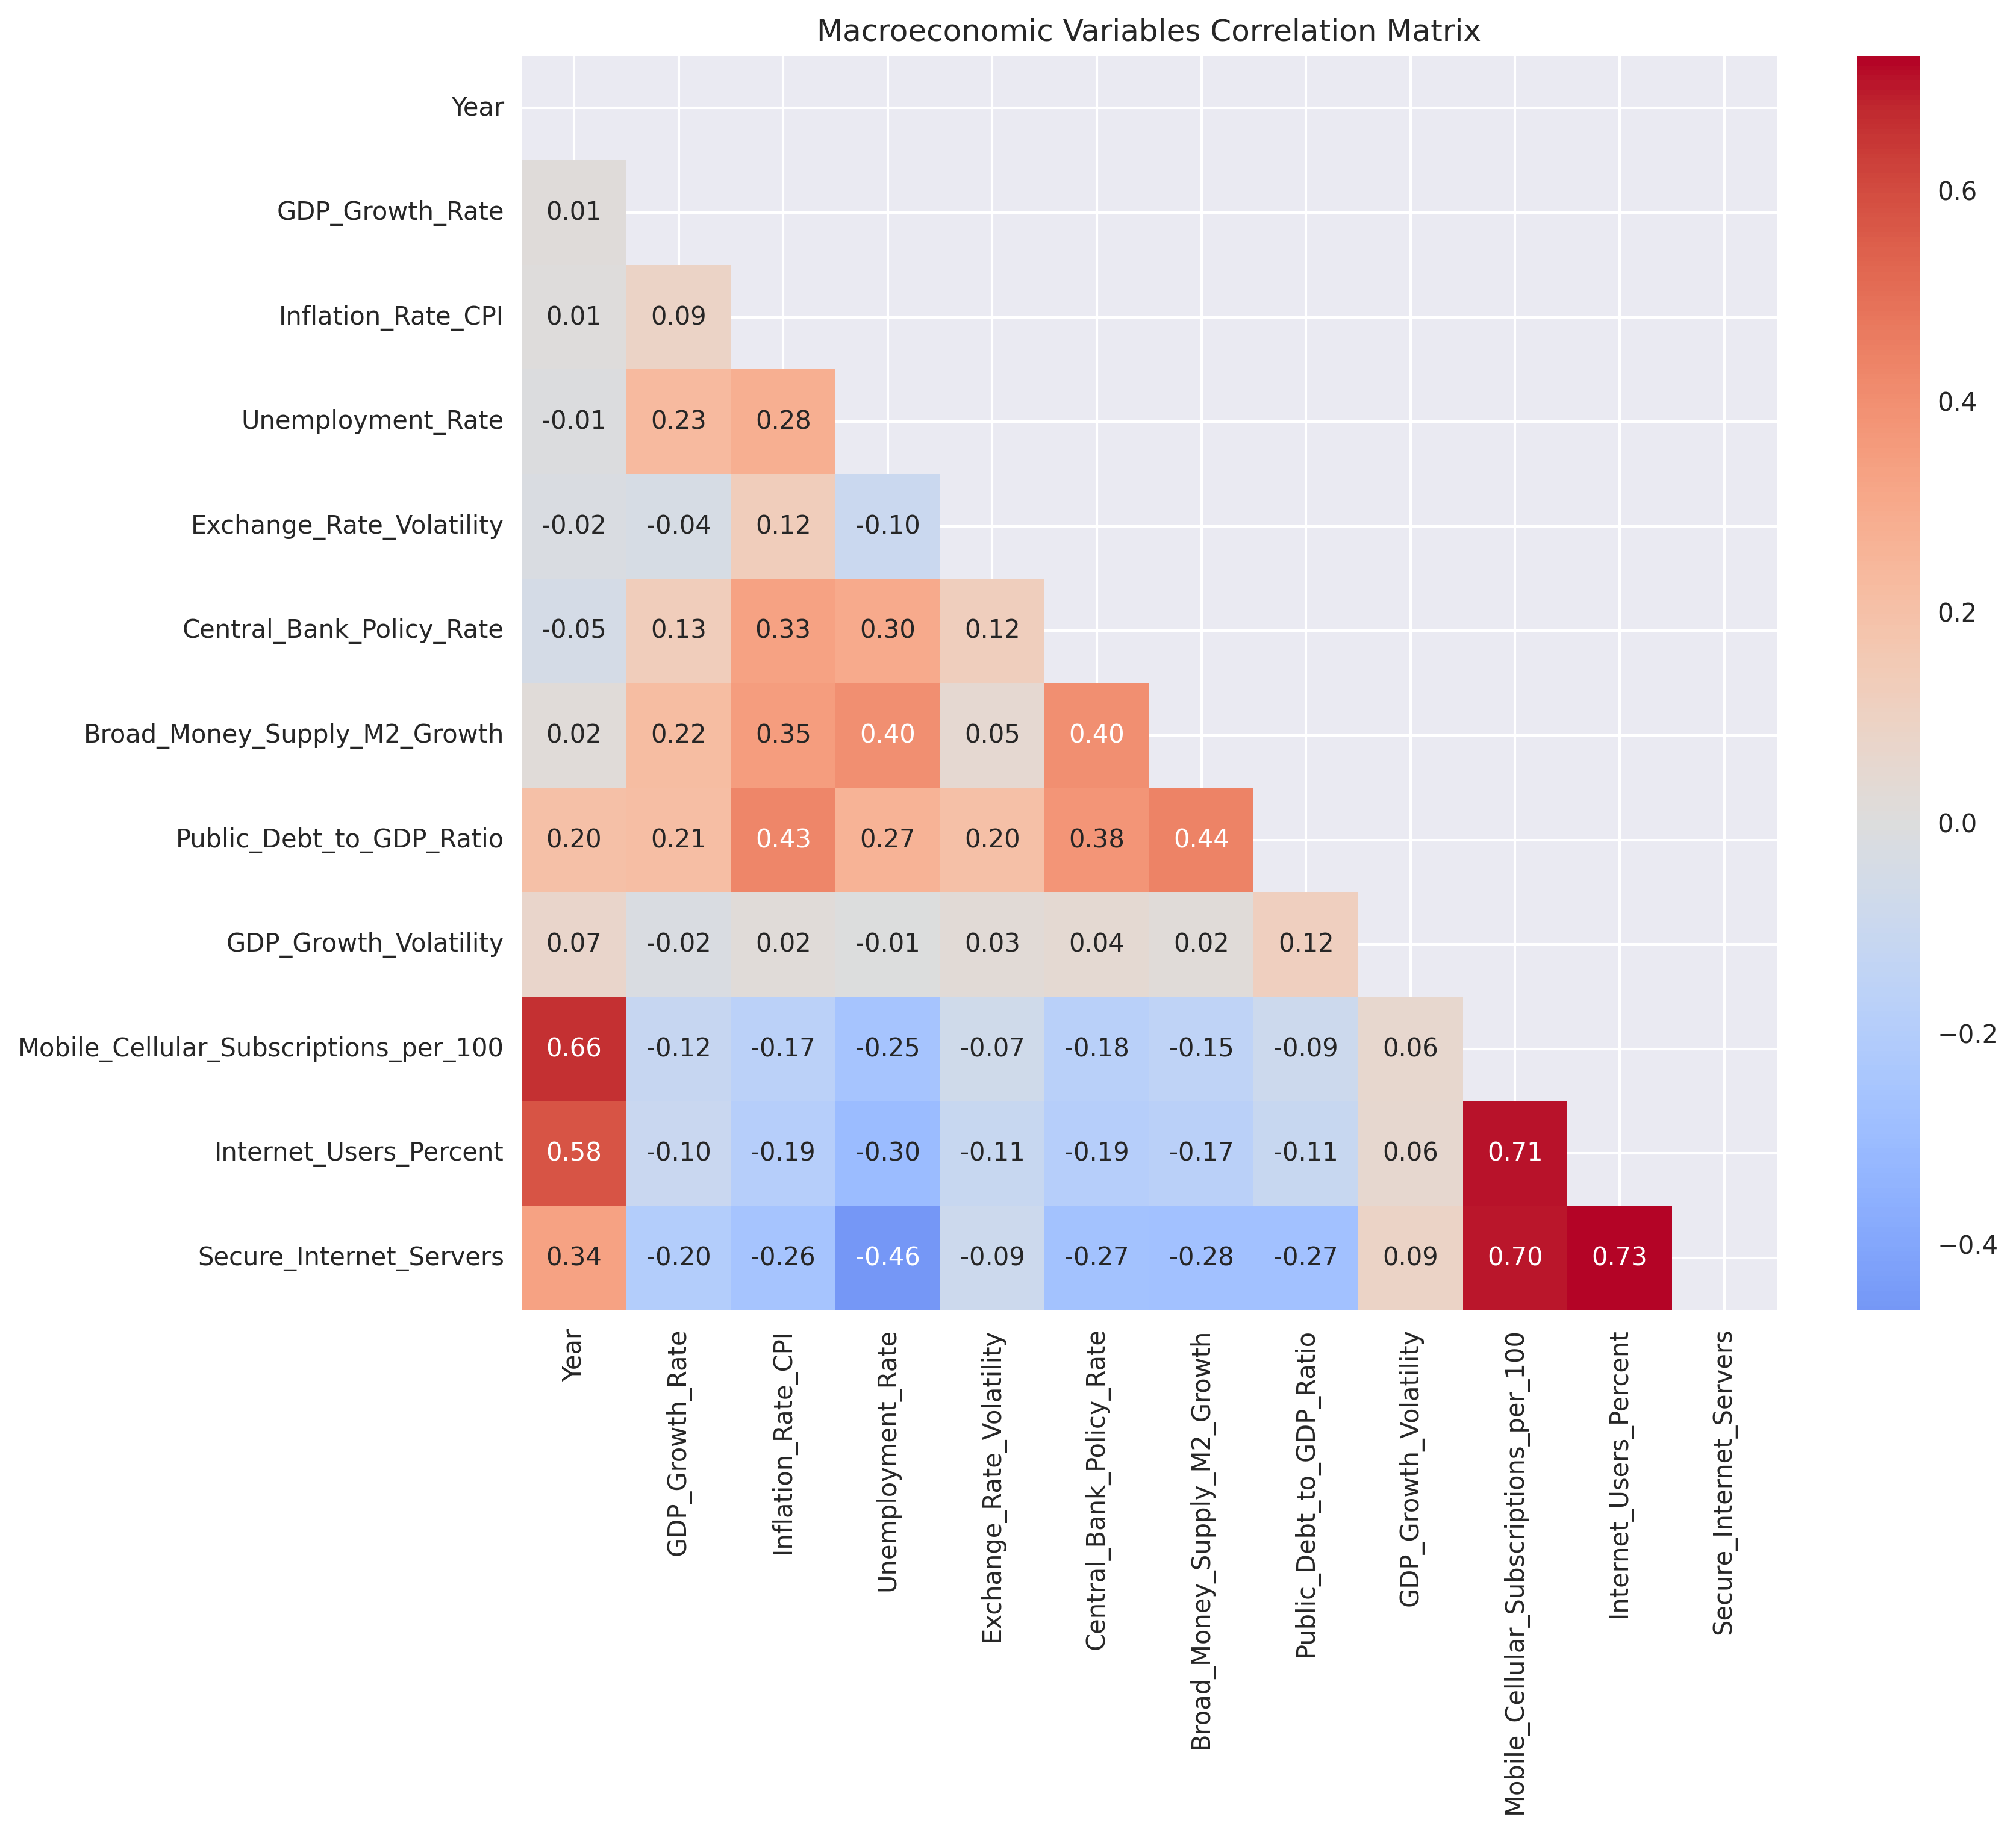 Macroeconomic Variables Correlation Matrix
Year
GDP_Growth_Rate 0.01
Inflation_Rate_CPI 0.01 0.09
Unemployment_Rate -0.01 0.23 0.28
Exchange_Rate_Volatility -0.02 -0.04 0.12 -0.10
Central_Bank_Policy_Rate -0.05 0.13 0.33 0.30 0.12
Broad_Money_Supply_M2_Growth 0.02 0.22 0.35 0.40 0.05 0.40
Public_Debt_to_GDP_Ratio 0.20 0.21 0.43 0.27 0.20 0.38 0.44
GDP_Growth_Volatility 0.07 -0.02 0.02 -0.01 0.03 0.04 0.02 0.12
Mobile_Cellular_Subscriptions_per_100 0.66 -0.12 -0.17 -0.25 -0.07 -0.18 -0.15 -0.09 0.06
Internet_Users_Percent 0.58 -0.10 -0.19 -0.30 -0.11 -0.19 -0.17 -0.11 0.06 0.71
Secure_Internet_Servers 0.34 -0.20 -0.26 -0.46 -0.09 -0.27 -0.28 -0.27 0.09 0.70 0.73
Year
GDP_Growth_Rate
Inflation_Rate_CPI
Unemployment_Rate
Exchange_Rate_Volatility
Central_Bank_Policy_Rate
Broad_Money_Supply_M2_Growth
Public_Debt_to_GDP_Ratio
GDP_Growth_Volatility
Mobile_Cellular_Subscriptions_per_100
Internet_Users_Percent
Secure_Internet_Servers
0.6
0.4
0.2
0.0
−0.2
−0.4